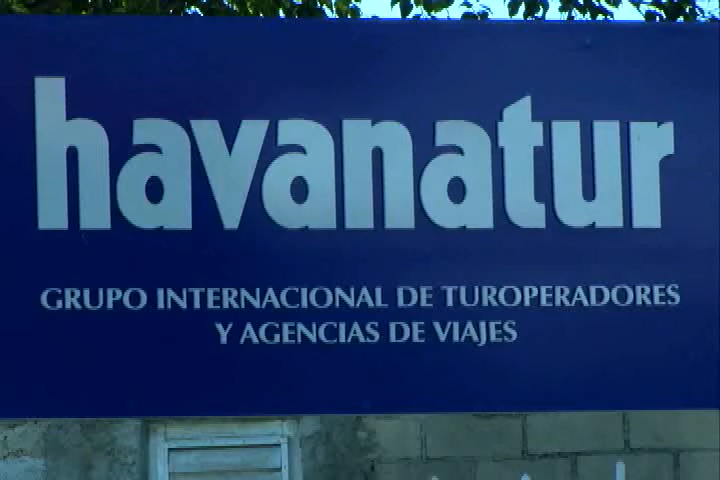 havanatur
GRUPO INTERNACIONAL DE TUROPERADORES
Y AGENCIAS DE VIAJES